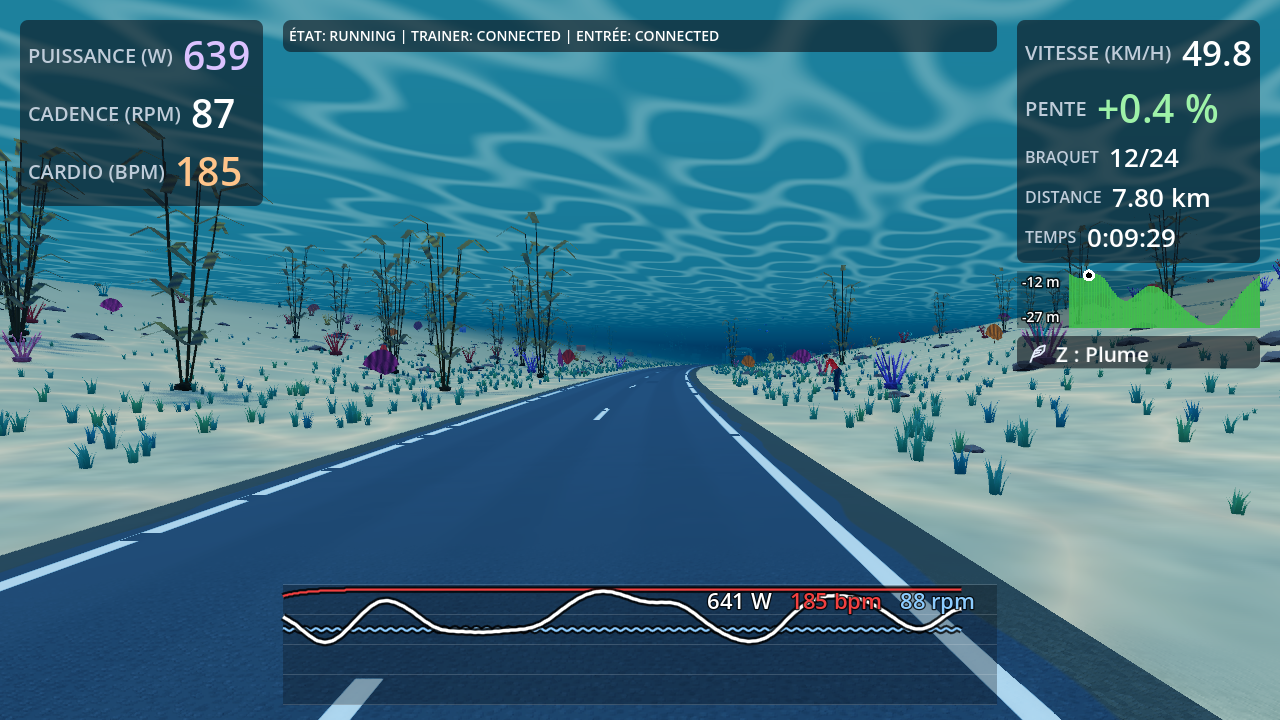 PUISSANCE (W) 639
CADENCE (RPM) 87
CARDIO (BPM) 185
ÉTAT: RUNNING | TRAINER: CONNECTED | ENTRÉE: CONNECTED
VITESSE (KM/H) 49.8
PENTE +0.4 %
BRAQUET 12/24
DISTANCE 7.80 km
TEMPS 0:09:29
-12 m
-27 m
Z : Plume
641 W 185 bpm 88 rpm